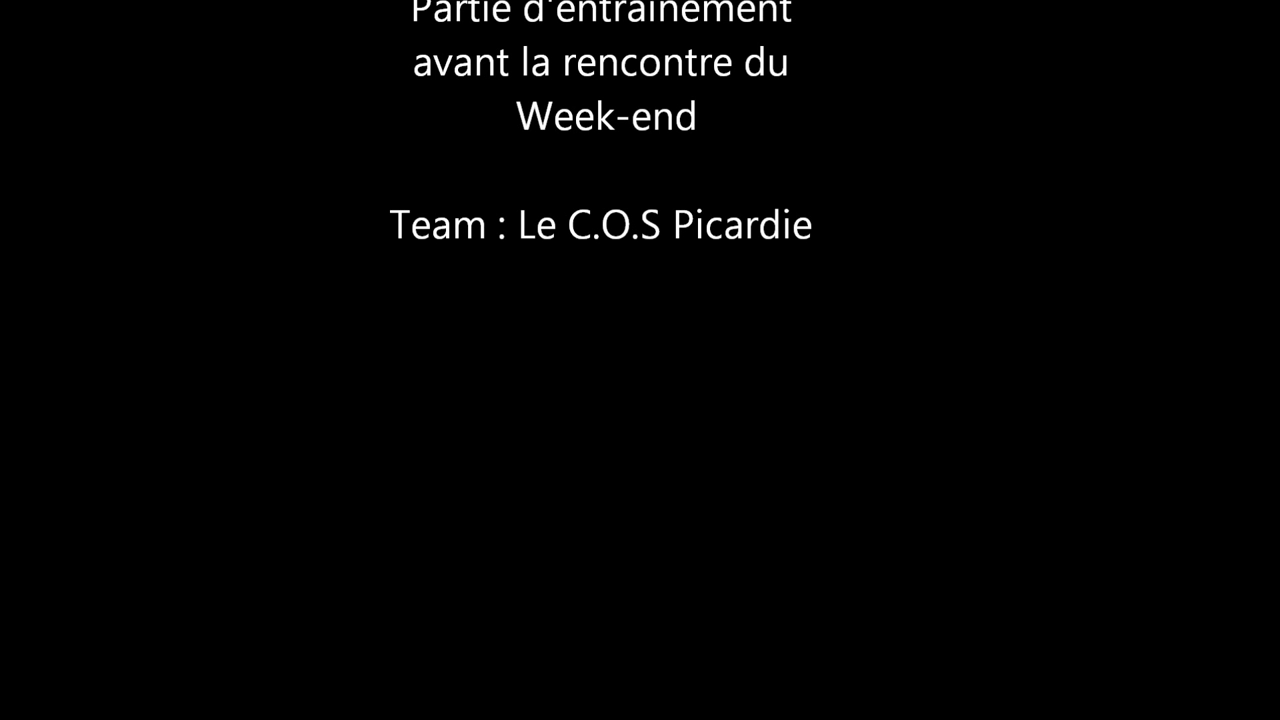 Partie d'entraînement
avant la rencontre du
Week-end
Team : Le C.O.S Picardie